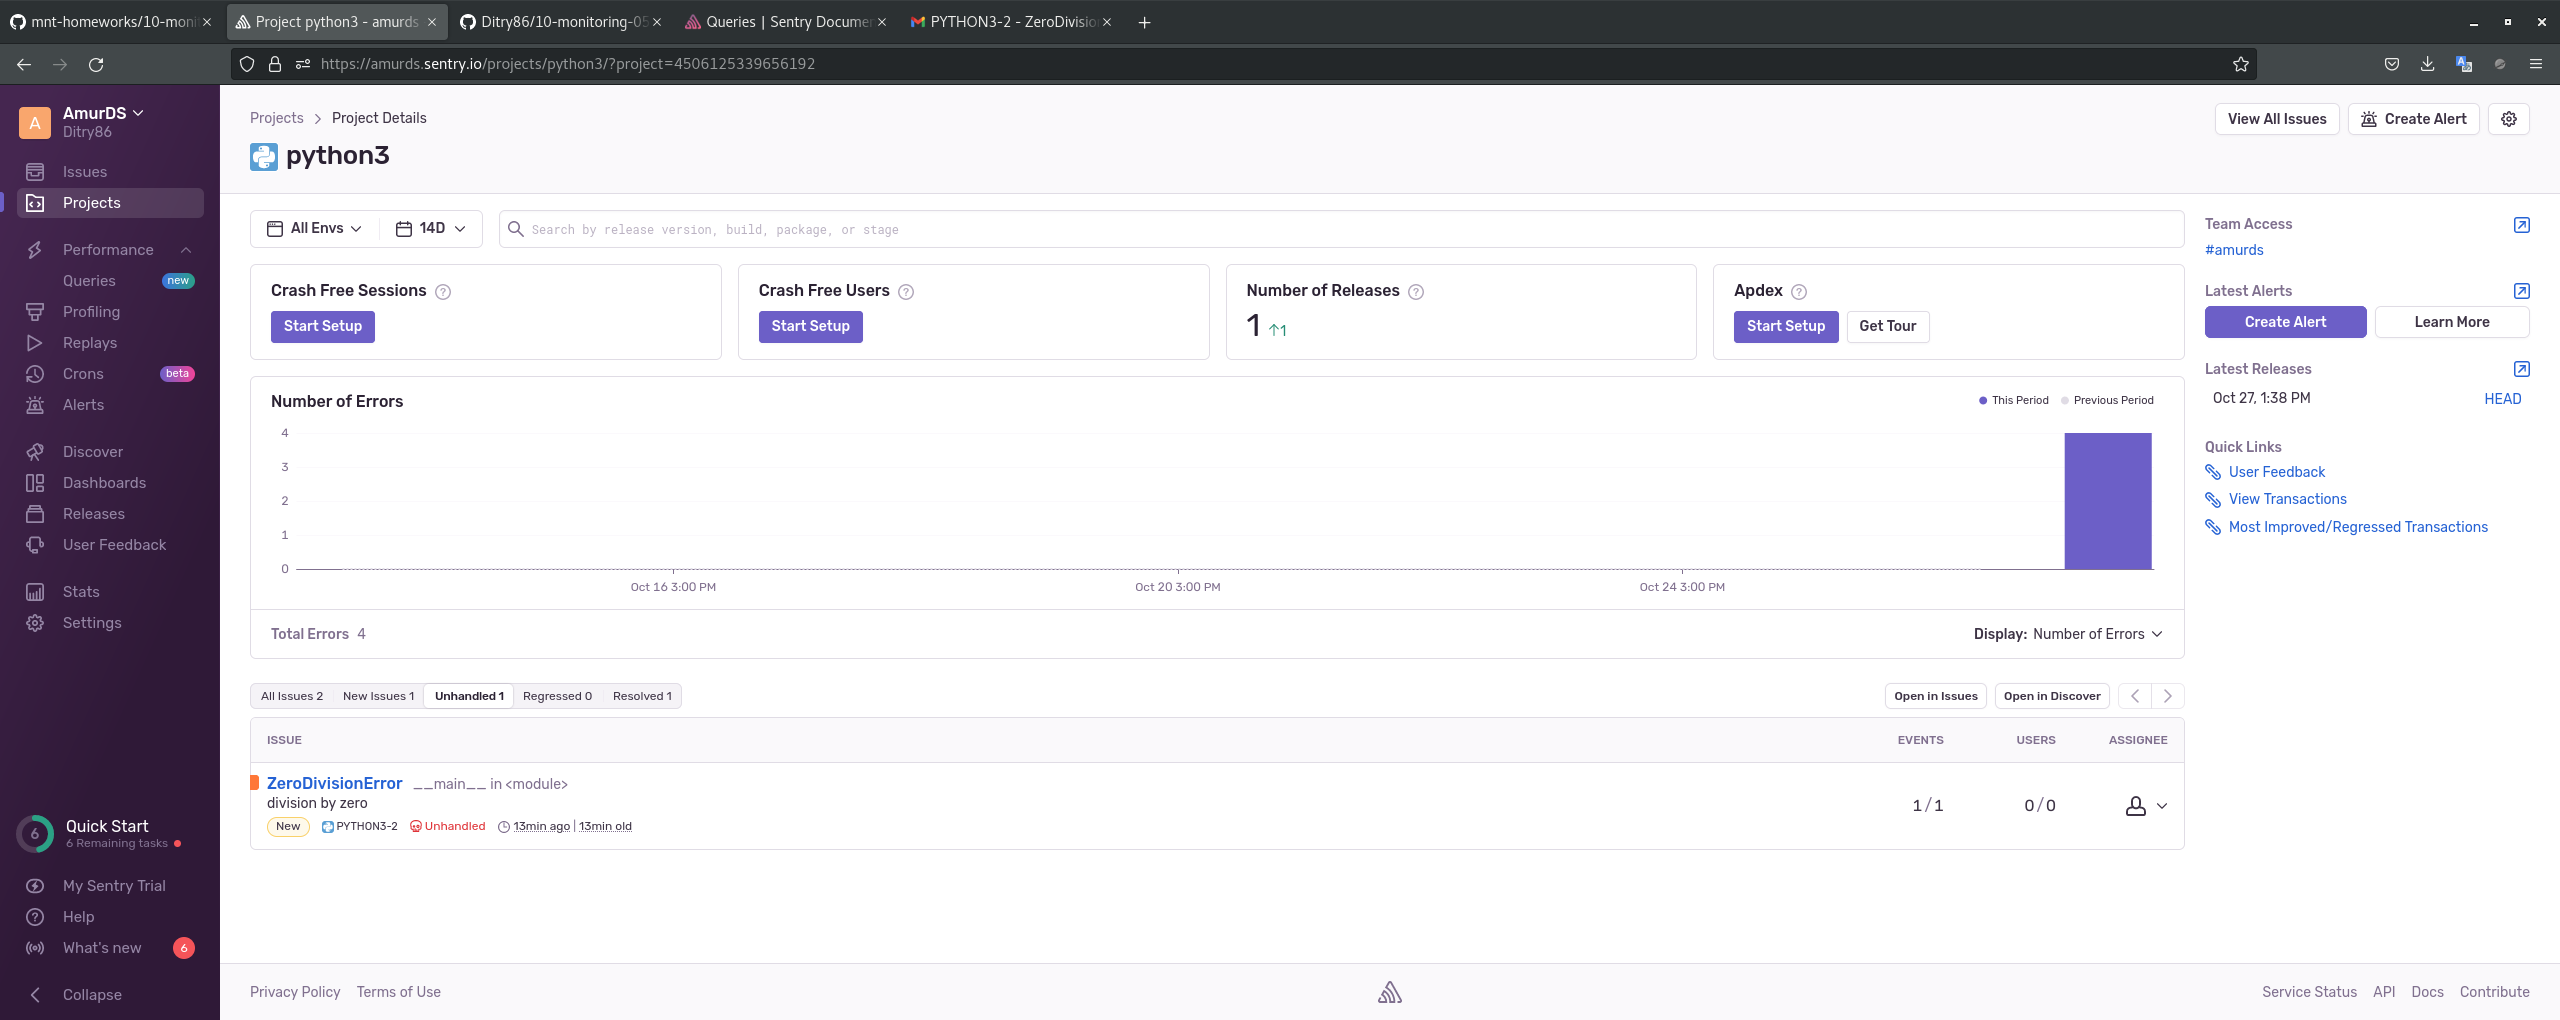 mnt-homeworks/10-moni
Project python3 - amurds
Ditry86/10-monitoring-05
Queries | Sentry Documen
PYTHON3-2 - ZeroDivisio
https://amurds.sentry.io/projects/python3/?project=4506125339656192
A
AmurDS
Ditry86
Issues
Projects
Performance
Queries new
Profiling
Replays
Crons beta
Alerts
Discover
Dashboards
Releases
User Feedback
Stats
Settings
6
Quick Start
6 Remaining tasks
My Sentry Trial
Help
What's new 6
Collapse
Projects > Project Details
python3
View All Issues
Create Alert
All Envs
14D
Search by release version, build, package, or stage
Crash Free Sessions ?
Start Setup
Crash Free Users ?
Start Setup
Number of Releases ?
1 ↑1
Apdex ?
Start Setup
Get Tour
Number of Errors
This Period
Previous Period
4
3
2
1
0
Oct 16 3:00 PM
Oct 20 3:00 PM
Oct 24 3:00 PM
Total Errors 4
Display: Number of Errors
All Issues 2
New Issues 1
Unhandled 1
Regressed 0
Resolved 1
Open in Issues
Open in Discover
ISSUE
EVENTS
USERS
ASSIGNEE
ZeroDivisionError __main__ in <module>
division by zero
New PYTHON3-2 Unhandled 13min ago | 13min old
1/1
0/0
Team Access
#amurds
Latest Alerts
Create Alert
Learn More
Latest Releases
Oct 27, 1:38 PM HEAD
Quick Links
User Feedback
View Transactions
Most Improved/Regressed Transactions
Privacy Policy
Terms of Use
Service Status
API
Docs
Contribute